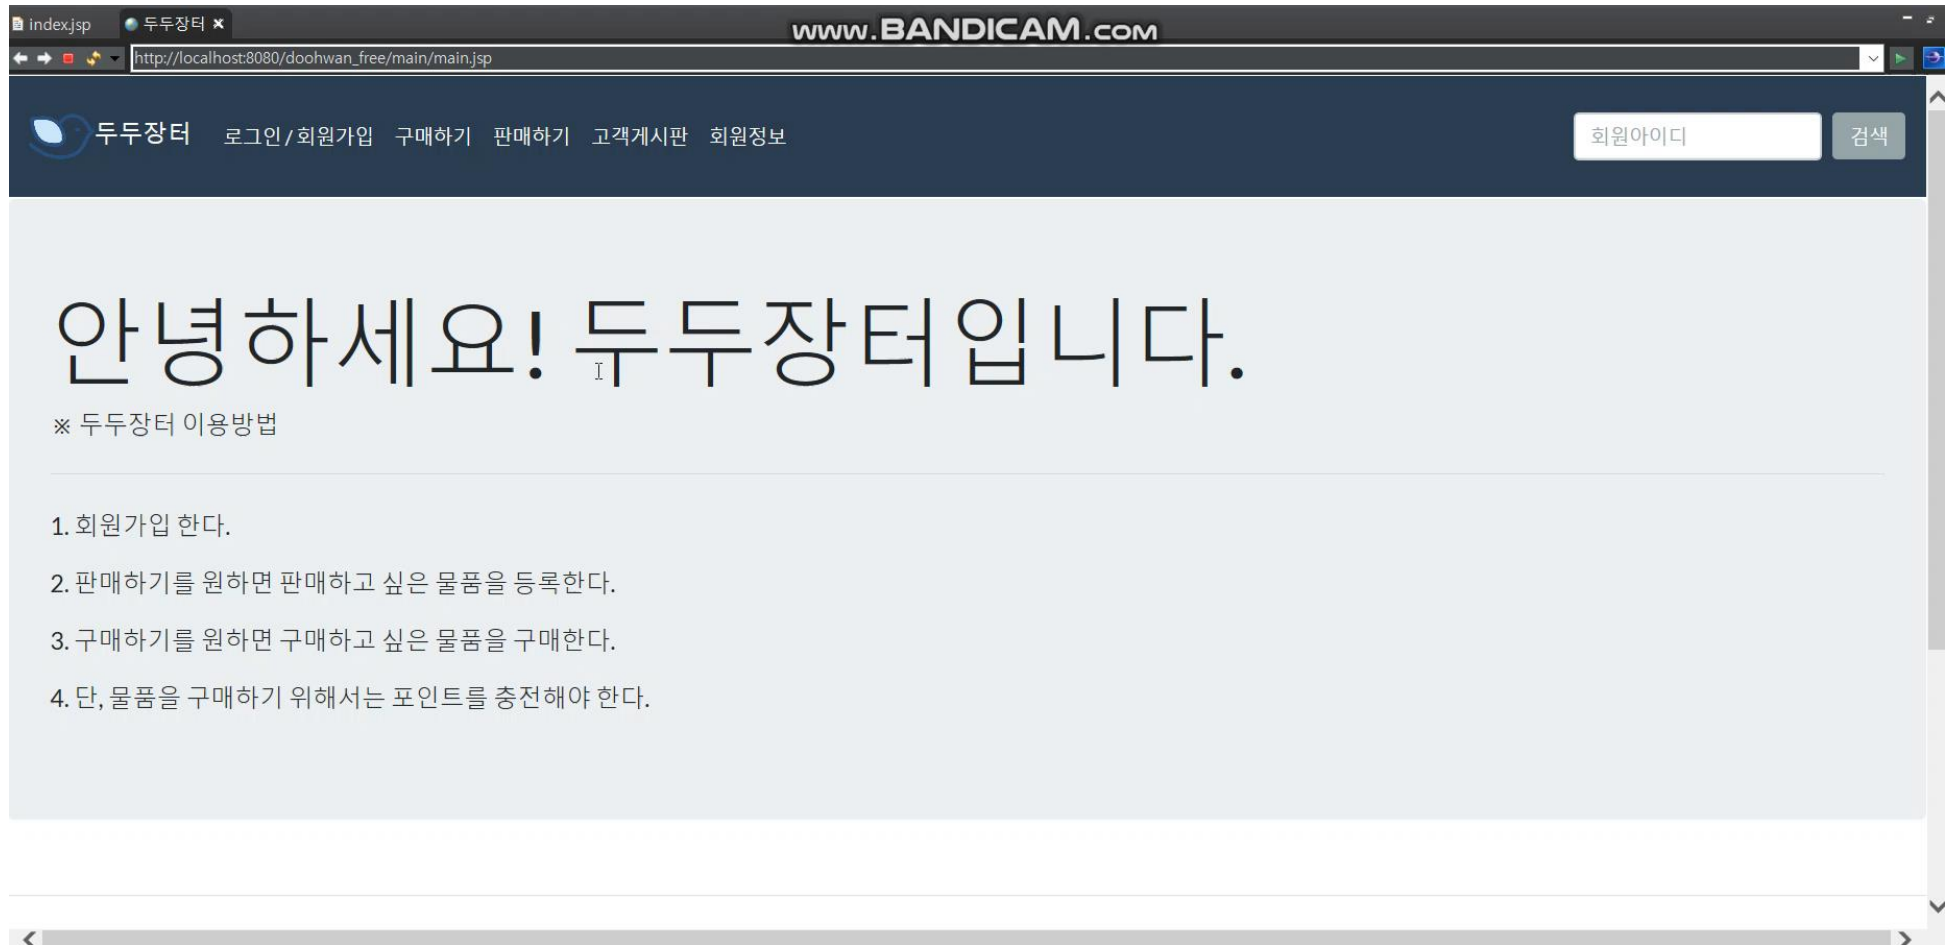 index.jsp 두두장터
www.BANDICAM.com
http://localhost:8080/doohwan_free/main/main.jsp
두두장터 로그인/회원가입 구매하기 판매하기 고객게시판 회원정보 회원아이디 검색
안녕하세요! 두두장터입니다.
※ 두두장터 이용방법
1. 회원가입 한다.
2. 판매하기를 원하면 판매하고 싶은 물품을 등록한다.
3. 구매하기를 원하면 구매하고 싶은 물품을 구매한다.
4. 단, 물품을 구매하기 위해서는 포인트를 충전해야 한다.